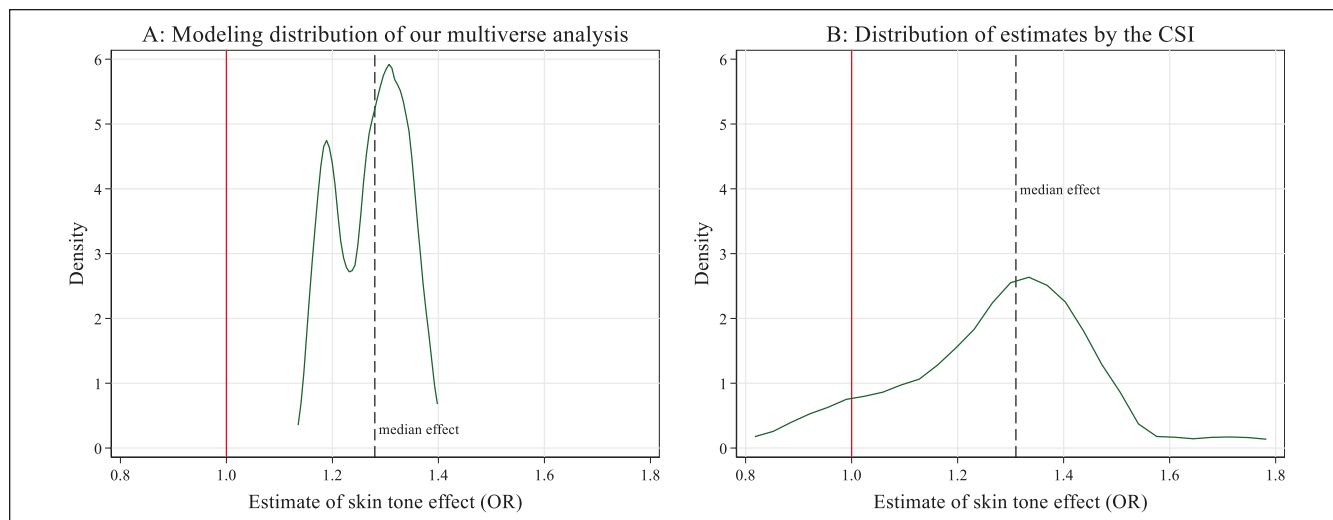 A: Modeling distribution of our multiverse analysis
6
5
4
3
2
1
0
Density
median effect
0.8 1.0 1.2 1.4 1.6 1.8
Estimate of skin tone effect (OR)
B: Distribution of estimates by the CSI
6
5
4
3
2
1
0
Density
median effect
0.8 1.0 1.2 1.4 1.6 1.8
Estimate of skin tone effect (OR)